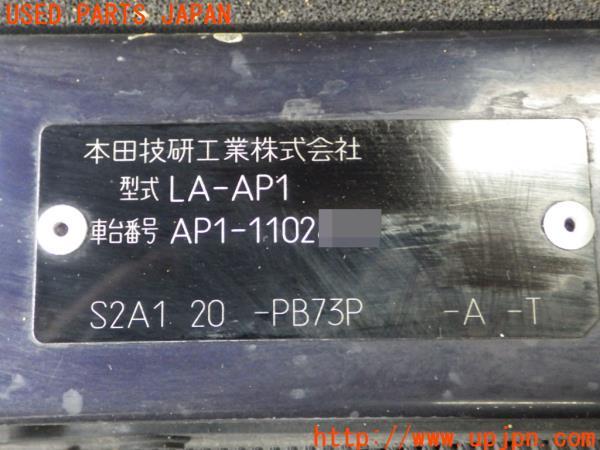 USED PARTS JAPAN
本田技研工業株式会社
型式 LA-AP1
車台番号 AP1-1102
S2A1 20 -PB73P -A -T
UPJ http://www.upjpn.com